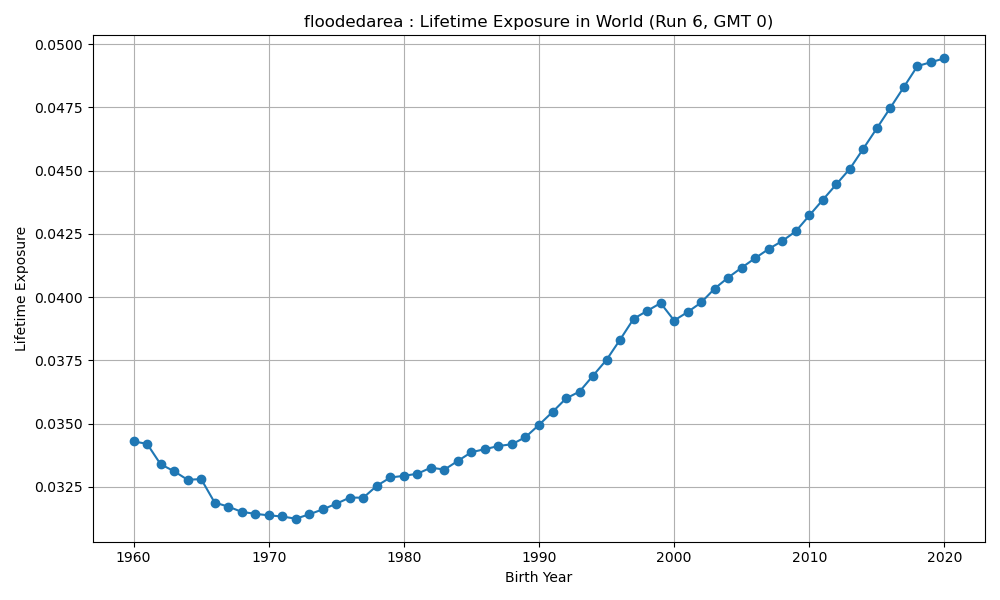 floodedarea : Lifetime Exposure in World (Run 6, GMT 0)
0.0500
0.0475
0.0450
0.0425
0.0400
0.0375
0.0350
0.0325
Lifetime Exposure
1960 1970 1980 1990 2000 2010 2020
Birth Year